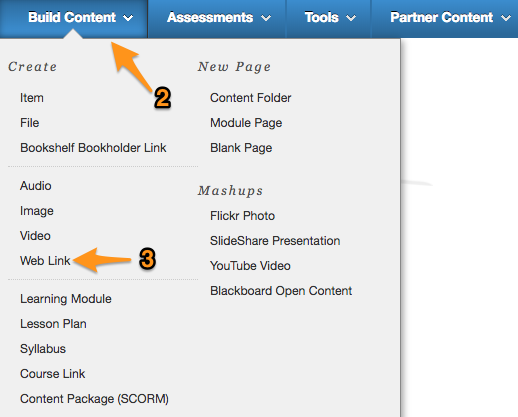 Build Content Assessments Tools Partner Content
2
Create
Item
File
Bookshelf Bookholder Link
Audio
Image
Video
Web Link
3
Learning Module
Lesson Plan
Syllabus
Course Link
Content Package (SCORM)
New Page
Content Folder
Module Page
Blank Page
Mashups
Flickr Photo
SlideShare Presentation
YouTube Video
Blackboard Open Content